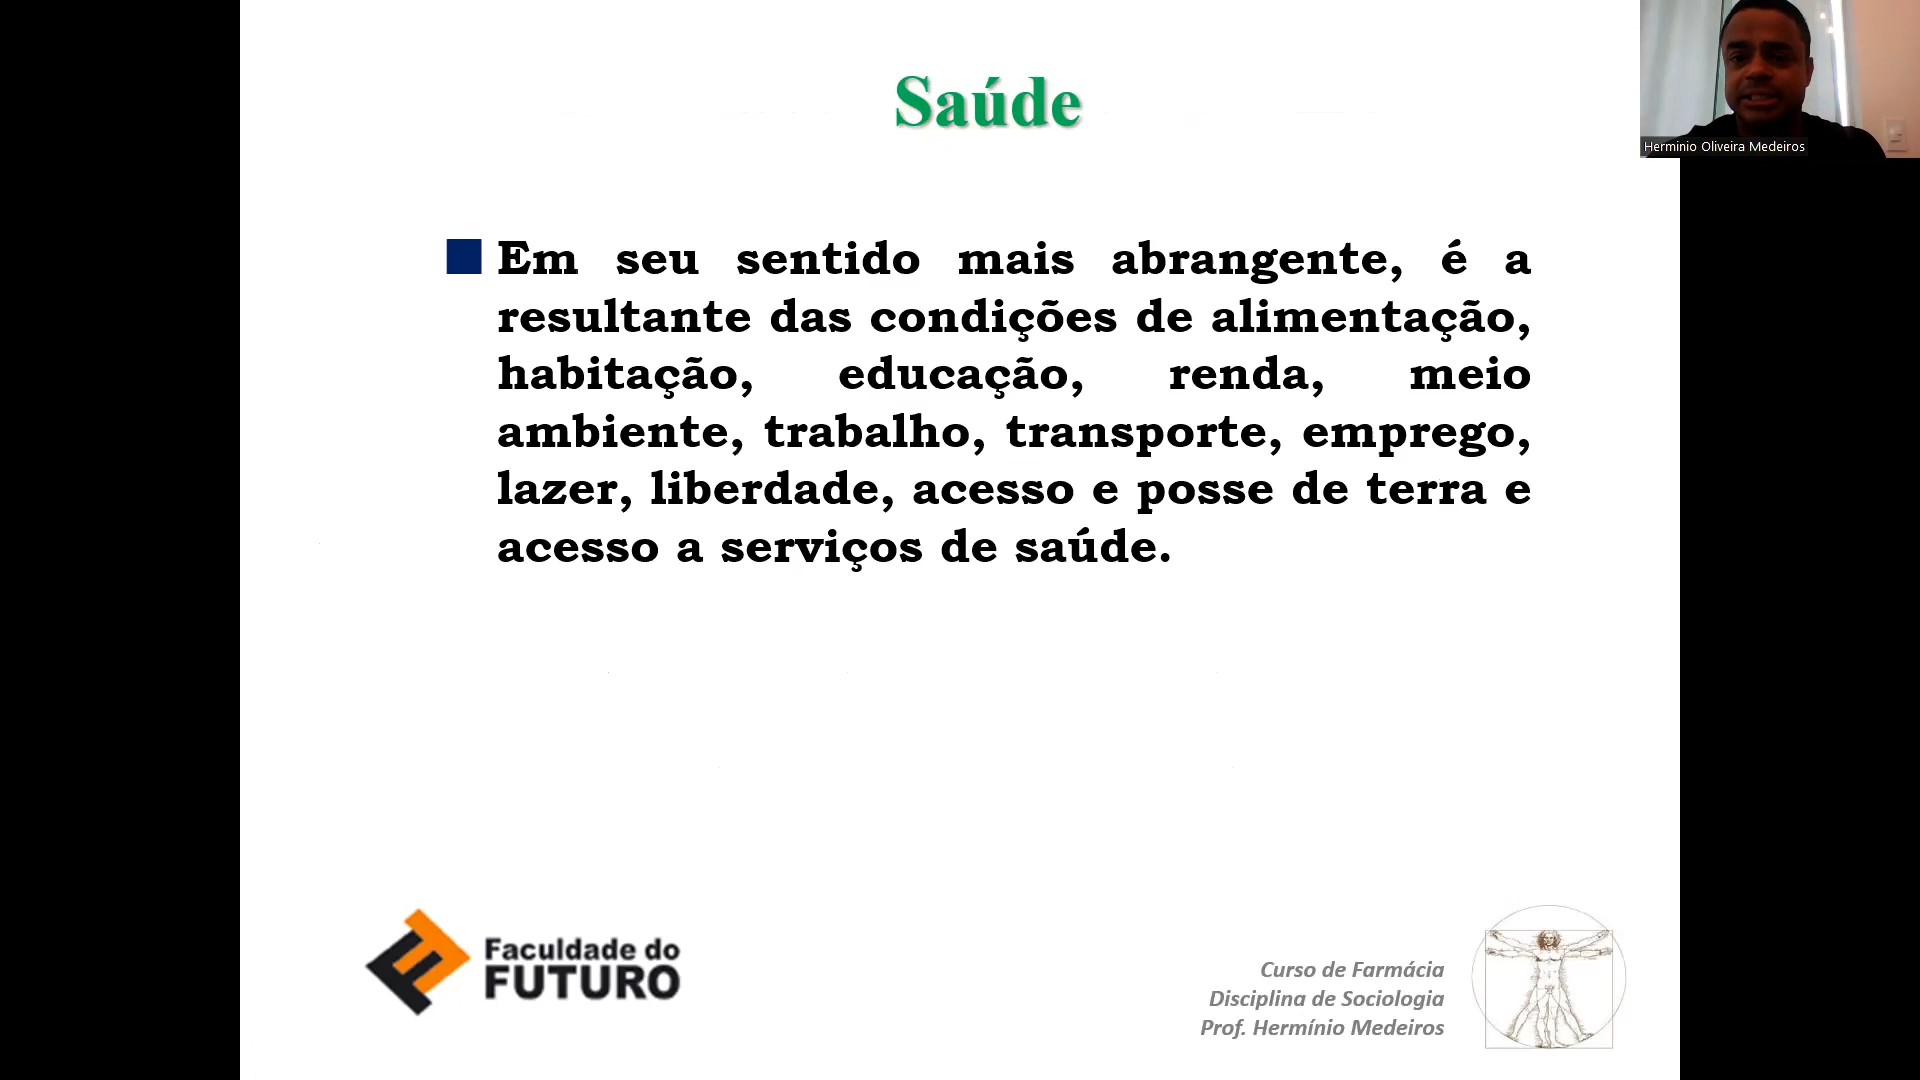 Saúde
Herminio Oliveira Medeiros
Em seu sentido mais abrangente, é a
resultante das condições de alimentação,
habitação, educação, renda, meio
ambiente, trabalho, transporte, emprego,
lazer, liberdade, acesso e posse de terra e
acesso a serviços de saúde.
Faculdade do
FUTURO
Curso de Farmácia
Disciplina de Sociologia
Prof. Hermínio Medeiros